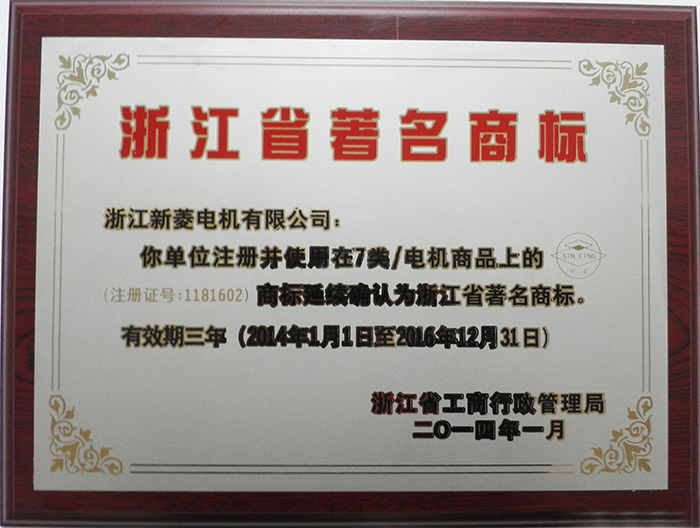 浙江省著名商标
浙江新菱电机有限公司：
你单位注册并使用在7类/电机商品上的
XIN LING
（注册证号：1181602）商标延续确认为浙江省著名商标。
有效期三年（2014年1月1日至2016年12月31日）
浙江省工商行政管理局
二〇一四年一月